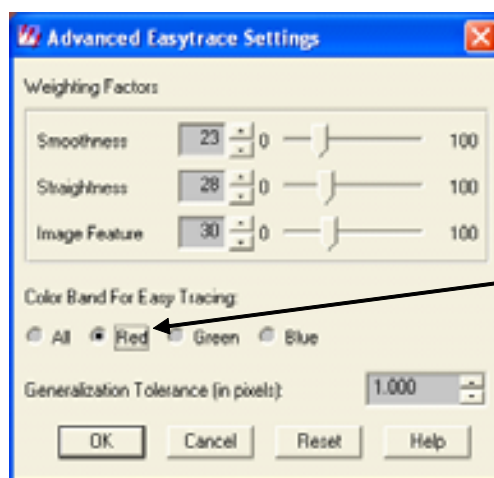 Advanced Easytrace Settings
Weighting Factors
Smoothness 23 0 100
Straightness 28 0 100
Image Feature 30 0 100
Color Band For Easy Tracing:
All Red Green Blue
Generalization Tolerance (in pixels): 1.000
OK Cancel Reset Help